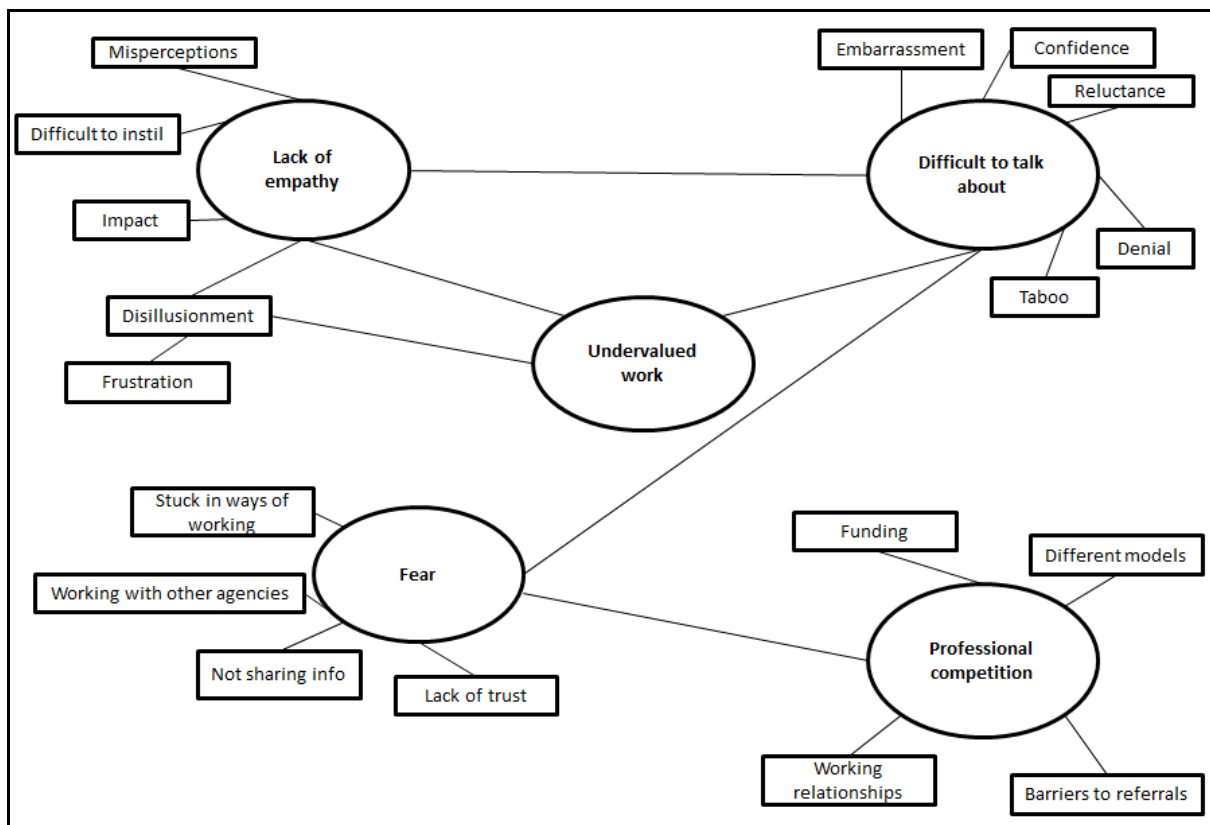 Misperceptions
Embarrassment
Confidence
Reluctance
Difficult to instil
Lack of
empathy
Difficult to talk
about
Impact
Denial
Taboo
Disillusionment
Undervalued
work
Frustration
Stuck in ways of
working
Funding
Different models
Fear
Working with other agencies
Professional
competition
Not sharing info
Lack of trust
Working
relationships
Barriers to referrals